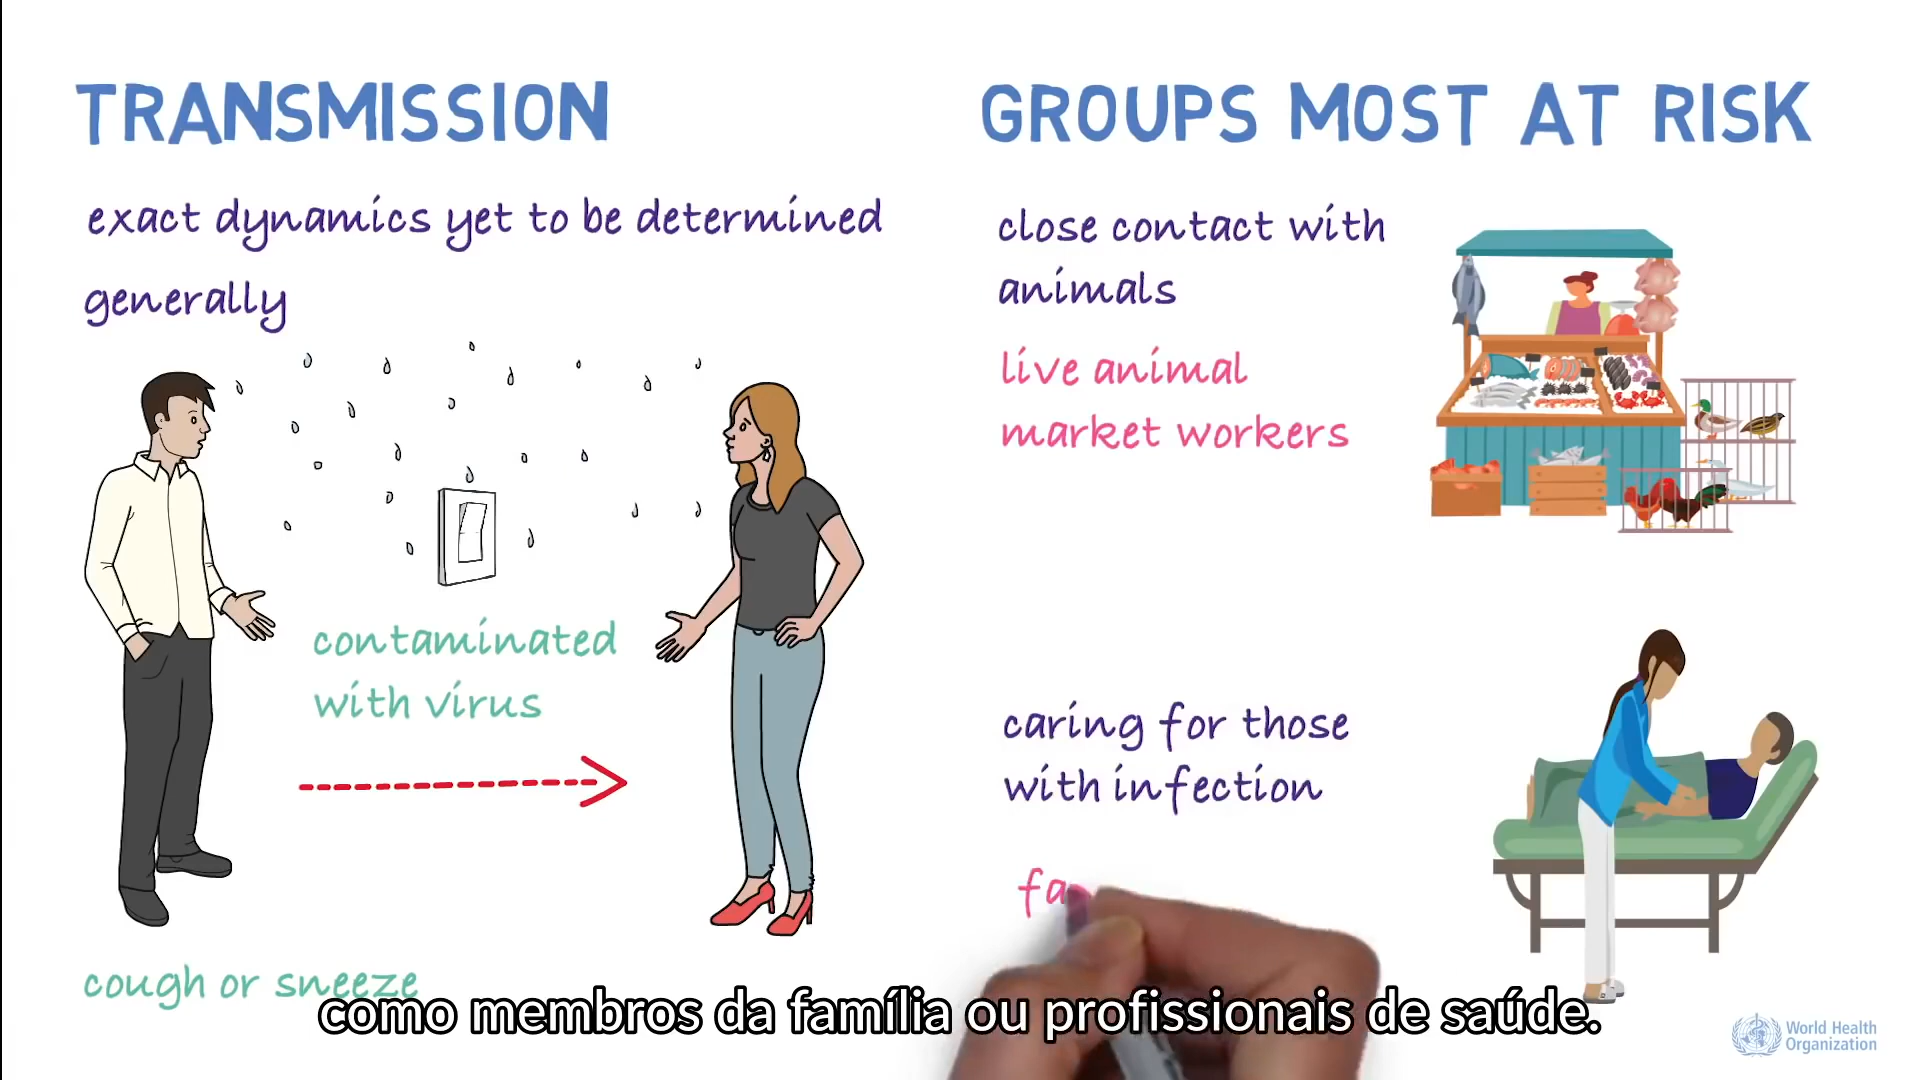 TRANSMISSION
exact dynamics yet to be determined
generally
contaminated
with virus
cough or sneeze
GROUPS MOST AT RISK
close contact with
animals
live animal
market workers
caring for those
with infection
fa
como membros da família ou profissionais de saúde.
World Health
Organization